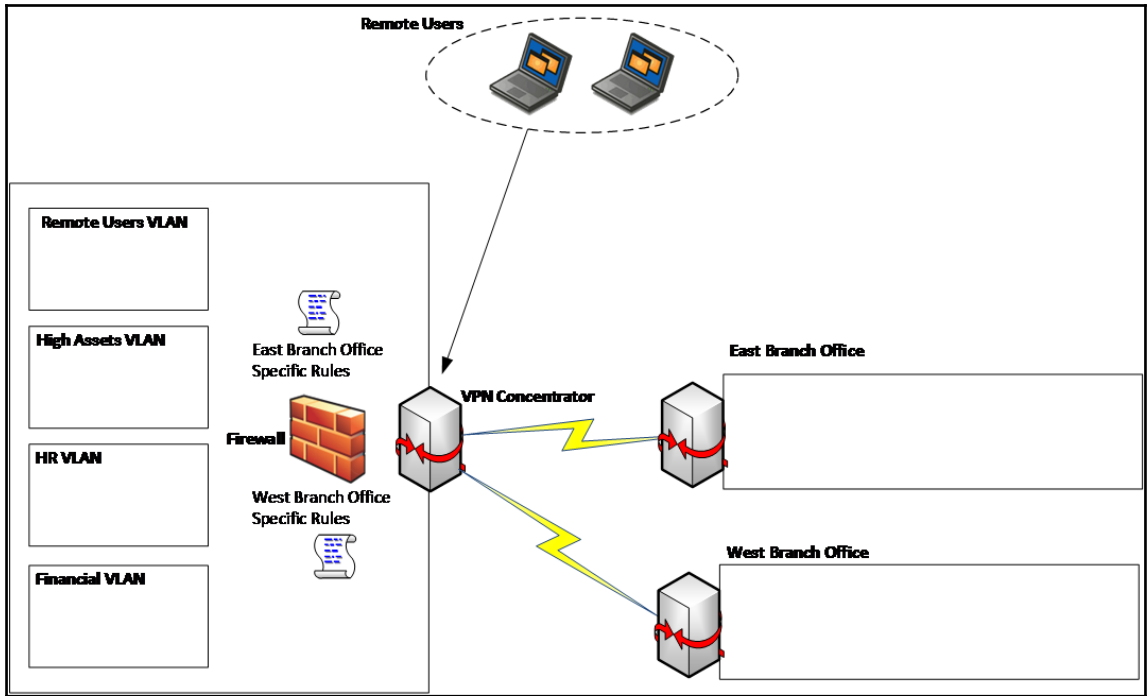 Remote Users
Remote Users VLAN
High Assets VLAN
HR VLAN
Financial VLAN
East Branch Office
Specific Rules
Firewall
West Branch Office
Specific Rules
VPN Concentrator
East Branch Office
West Branch Office